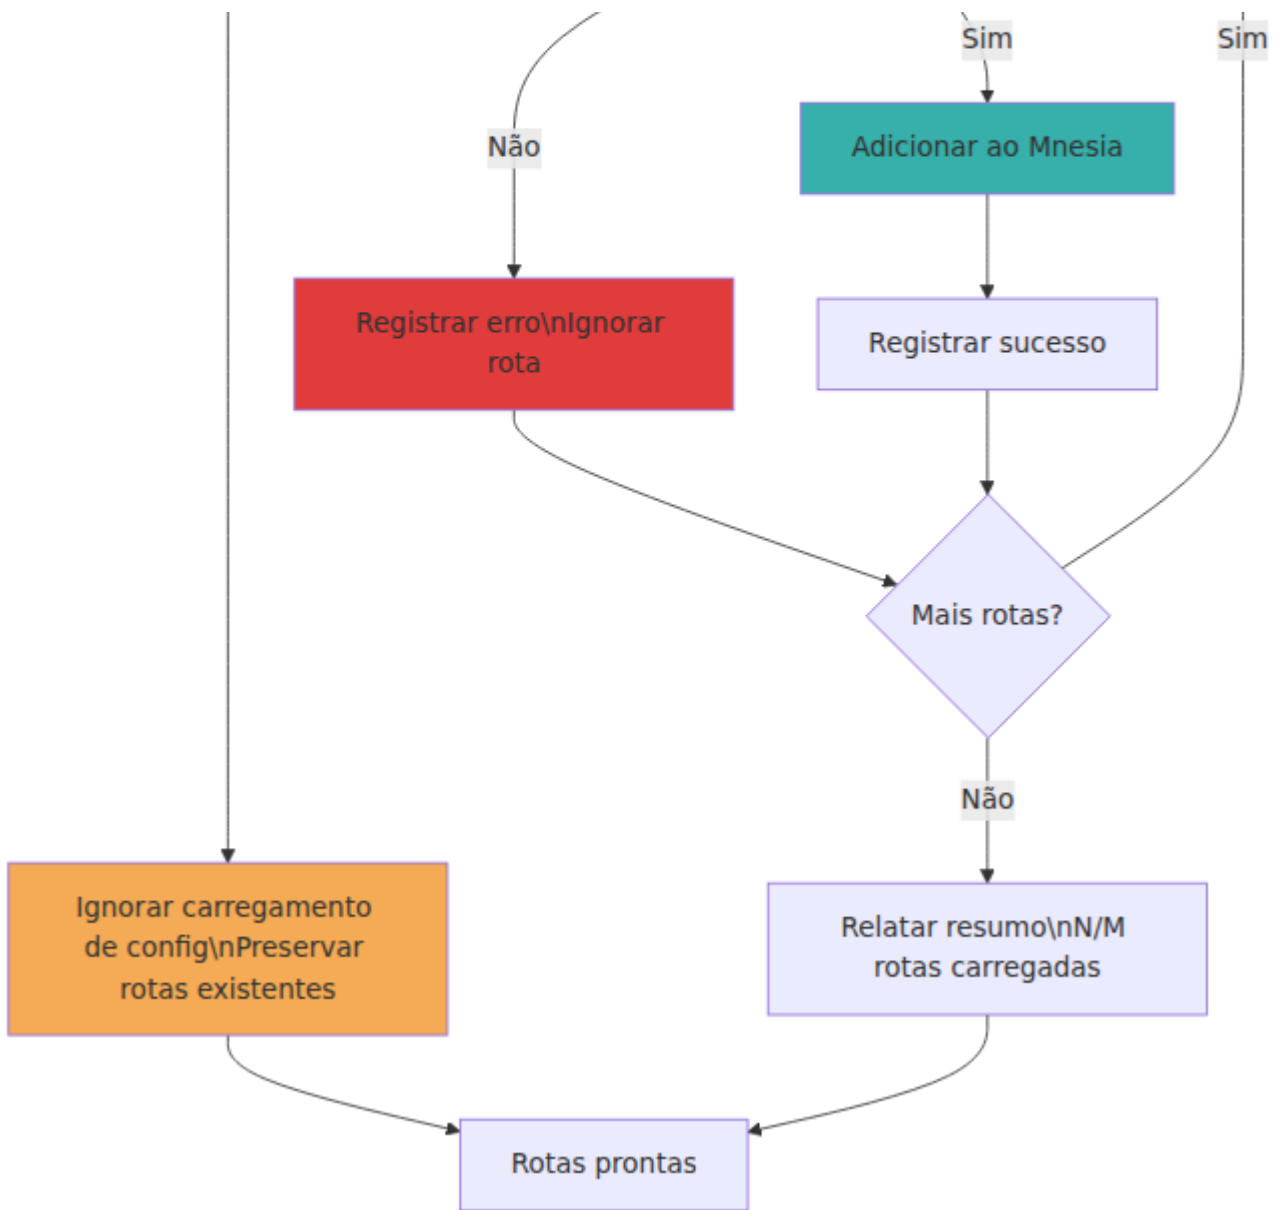 Sim
Sim
Não
Adicionar ao Mnesia
Registrar erro\nIgnorar
rota
Registrar sucesso
Mais rotas?
Não
Ignorar carregamento
de config\nPreservar
rotas existentes
Relatar resumo\nN/M
rotas carregadas
Rotas prontas